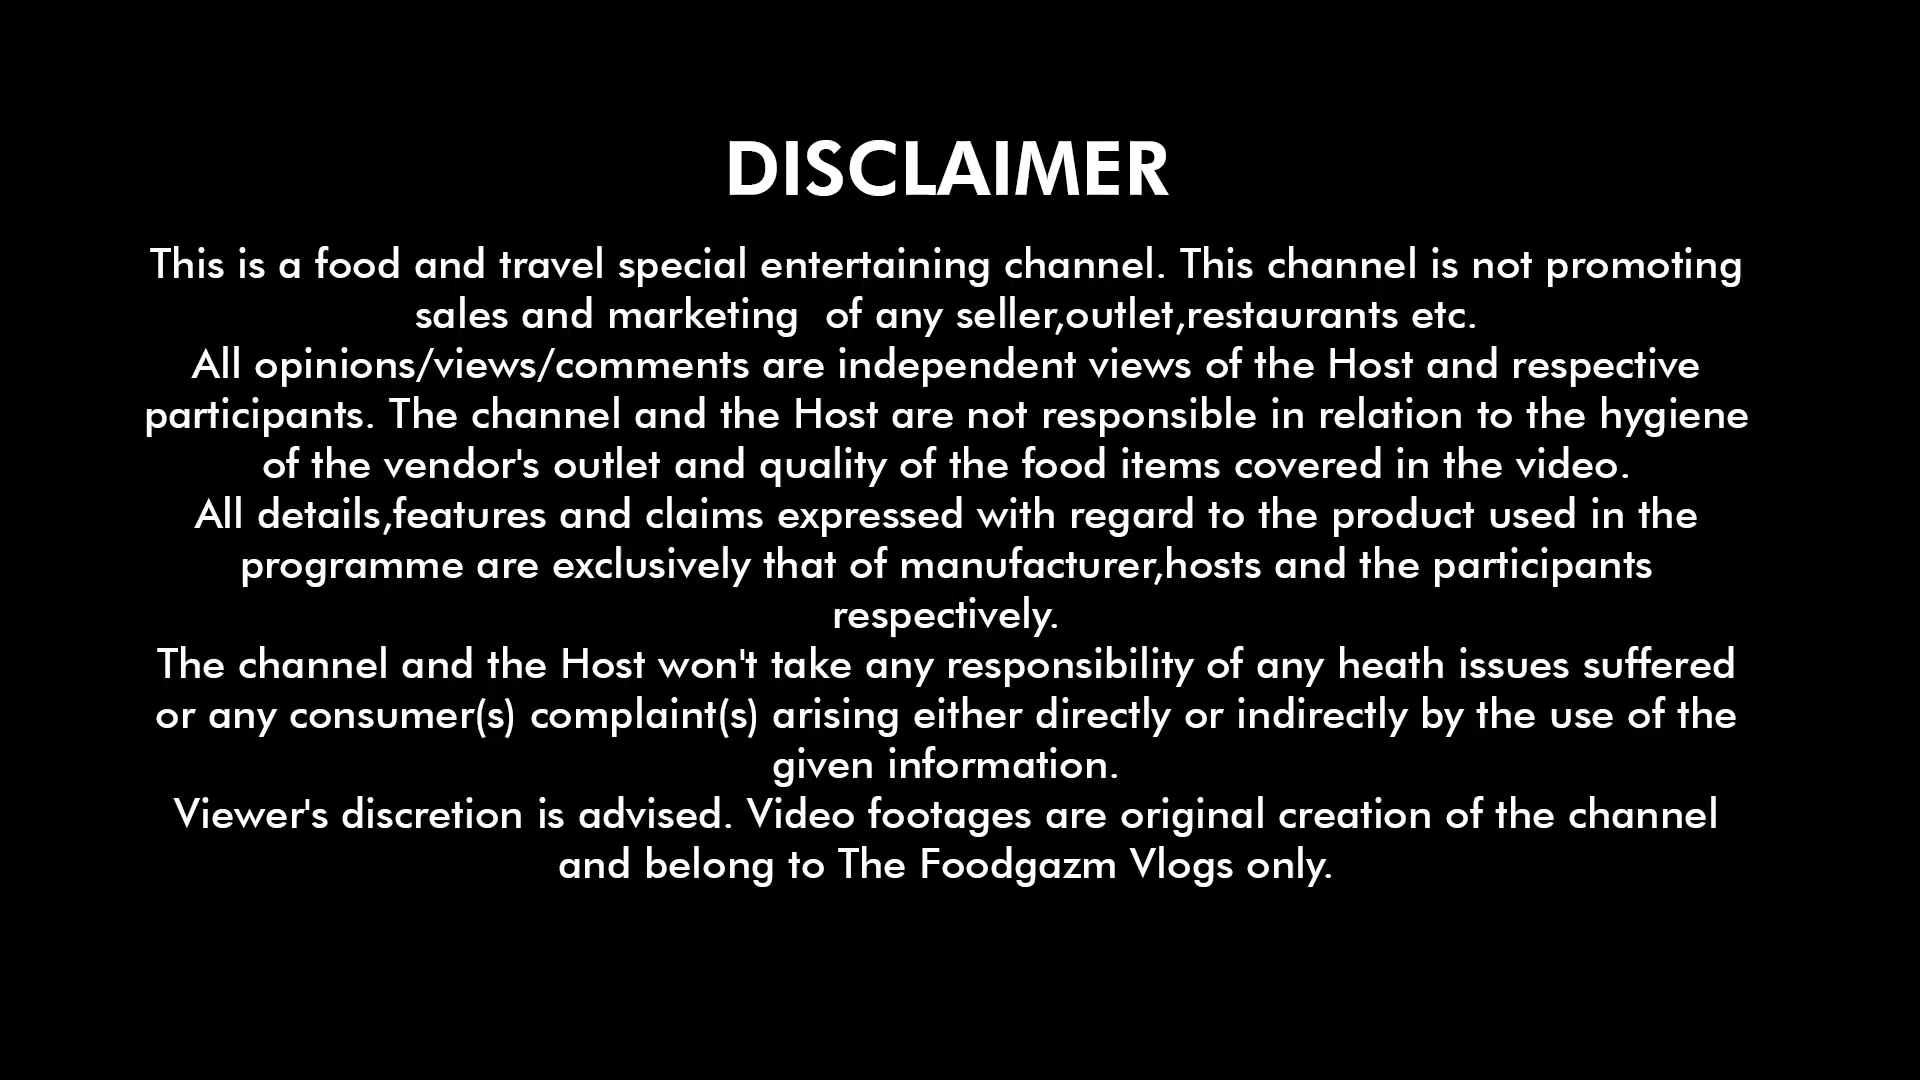 DISCLAIMER
This is a food and travel special entertaining channel. This channel is not promoting
sales and marketing  of any seller,outlet,restaurants etc.
All opinions/views/comments are independent views of the Host and respective
participants. The channel and the Host are not responsible in relation to the hygiene
of the vendor's outlet and quality of the food items covered in the video.
All details,features and claims expressed with regard to the product used in the
programme are exclusively that of manufacturer,hosts and the participants
respectively.
The channel and the Host won't take any responsibility of any heath issues suffered
or any consumer(s) complaint(s) arising either directly or indirectly by the use of the
given information.
Viewer's discretion is advised. Video footages are original creation of the channel
and belong to The Foodgazm Vlogs only.